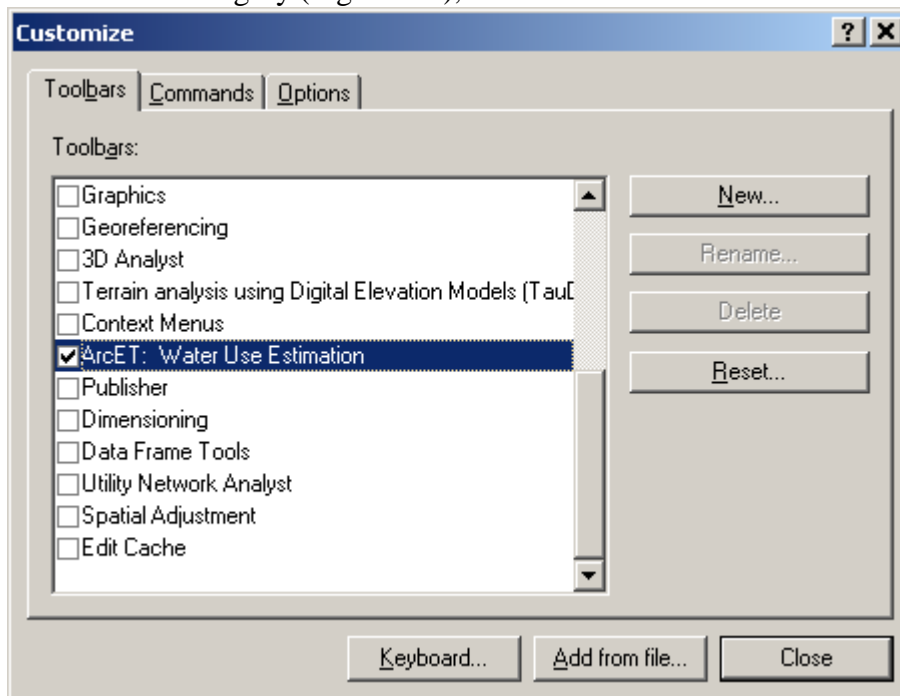 Customize
Toolbars Commands Options
Toolbars:
Graphics
Georeferencing
3D Analyst
Terrain analysis using Digital Elevation Models (Tau
Context Menus
ArcET: Water Use Estimation
Publisher
Dimensioning
Data Frame Tools
Utility Network Analyst
Spatial Adjustment
Edit Cache
New...
Rename...
Delete
Reset...
Keyboard... Add from file... Close